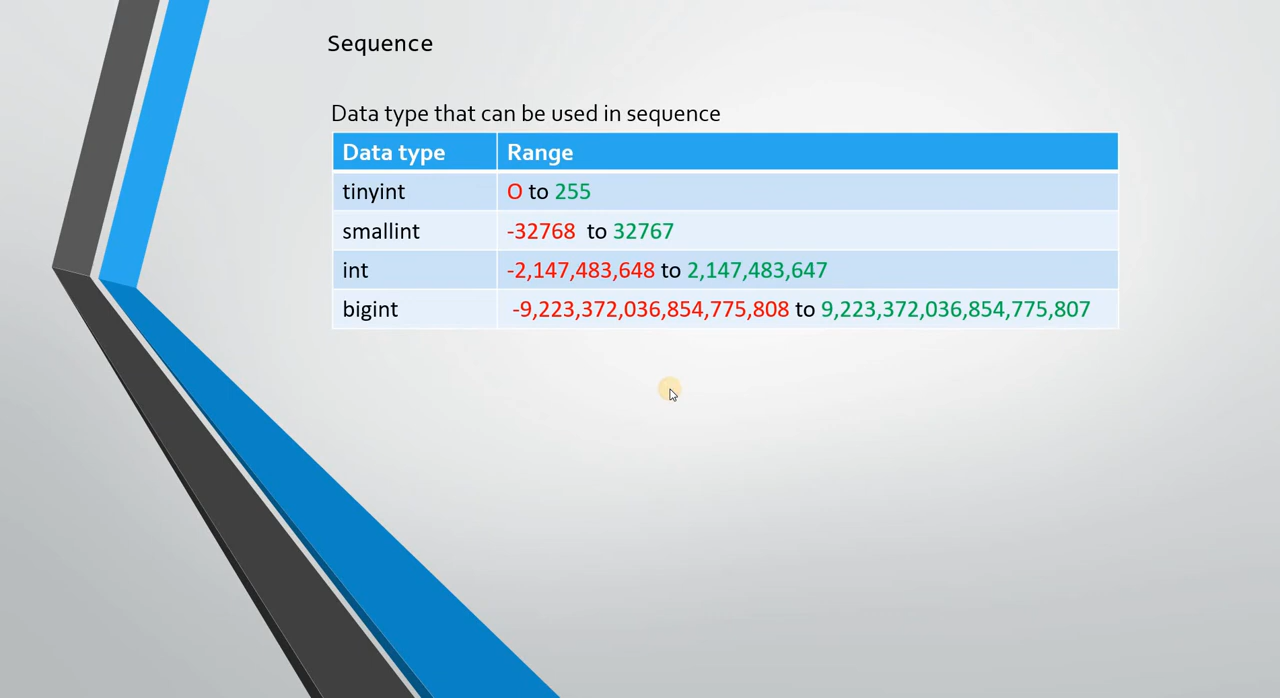 Sequence
Data type that can be used in sequence
Data type Range
tinyint O to 255
smallint -32768 to 32767
int -2,147,483,648 to 2,147,483,647
bigint -9,223,372,036,854,775,808 to 9,223,372,036,854,775,807